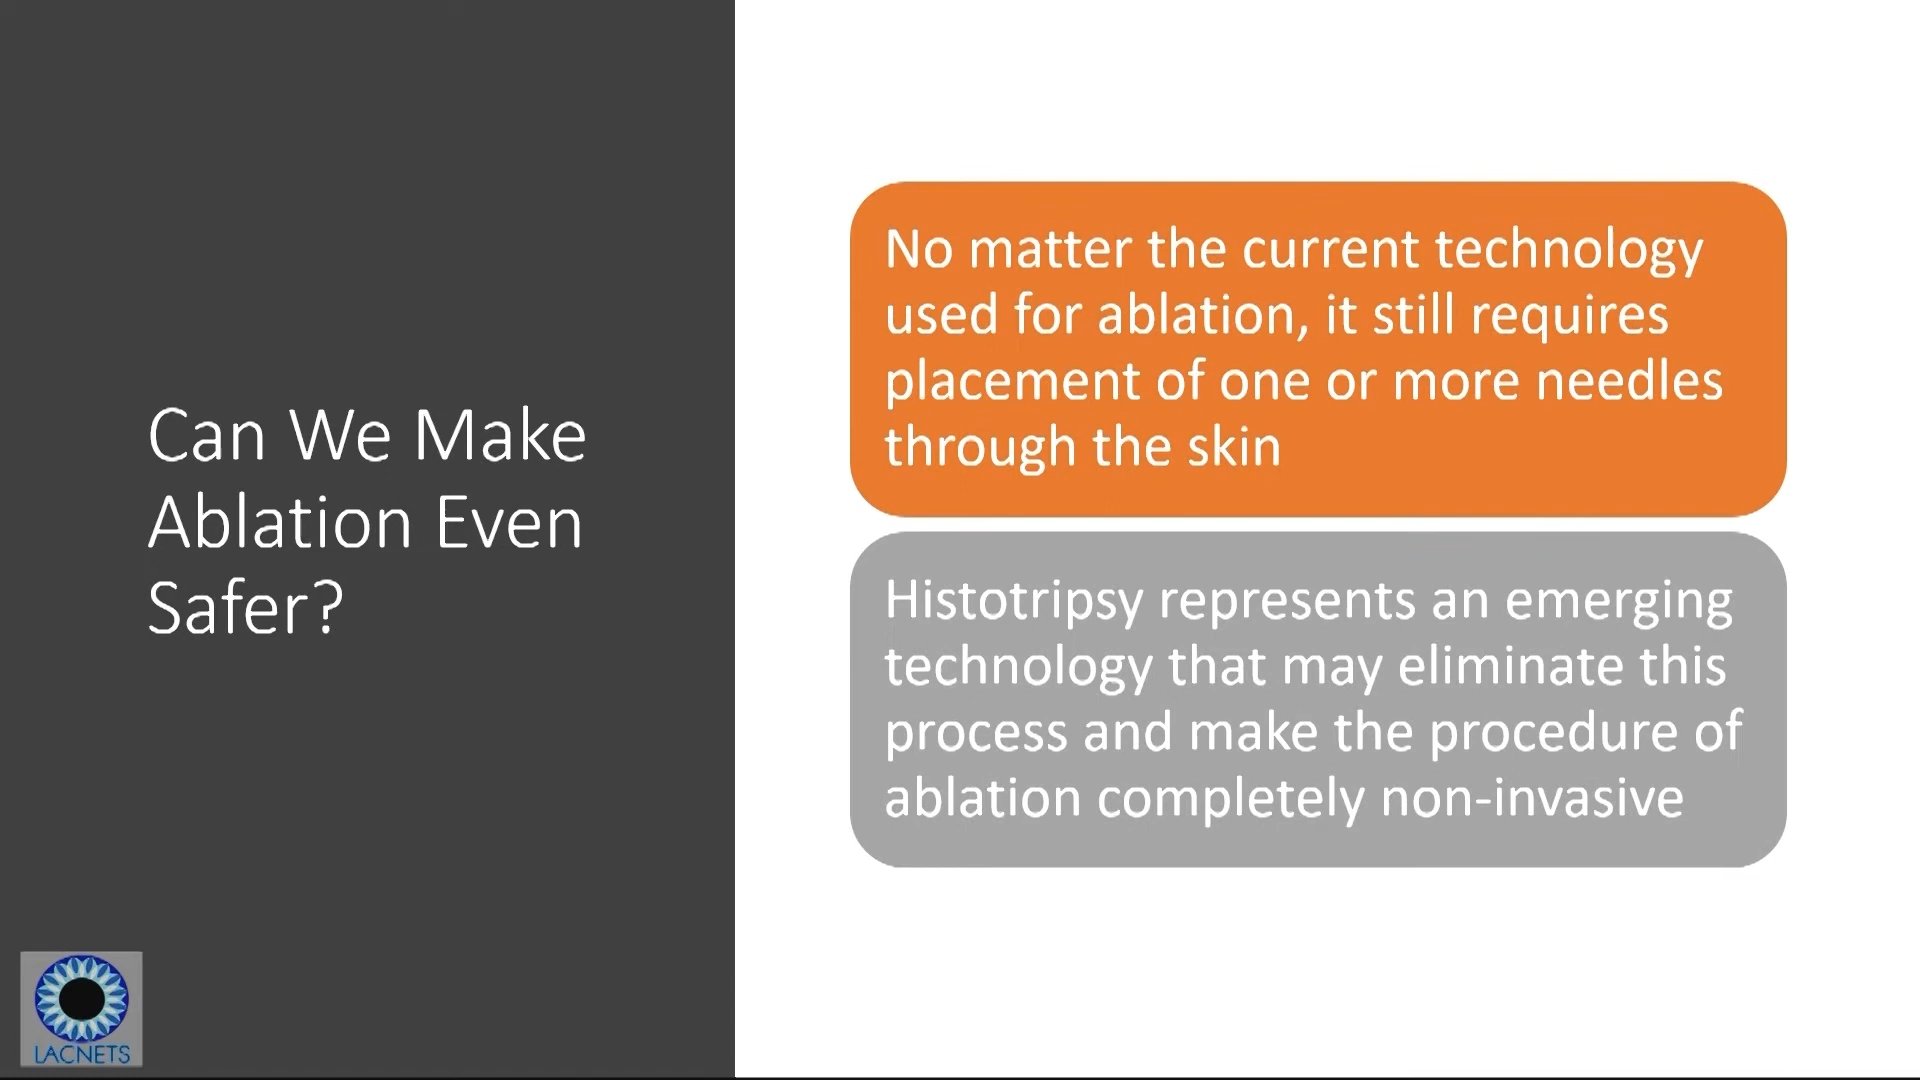 Can We Make
Ablation Even
Safer?
No matter the current technology
used for ablation, it still requires
placement of one or more needles
through the skin
Histotripsy represents an emerging
technology that may eliminate this
process and make the procedure of
ablation completely non-invasive
LACNETS